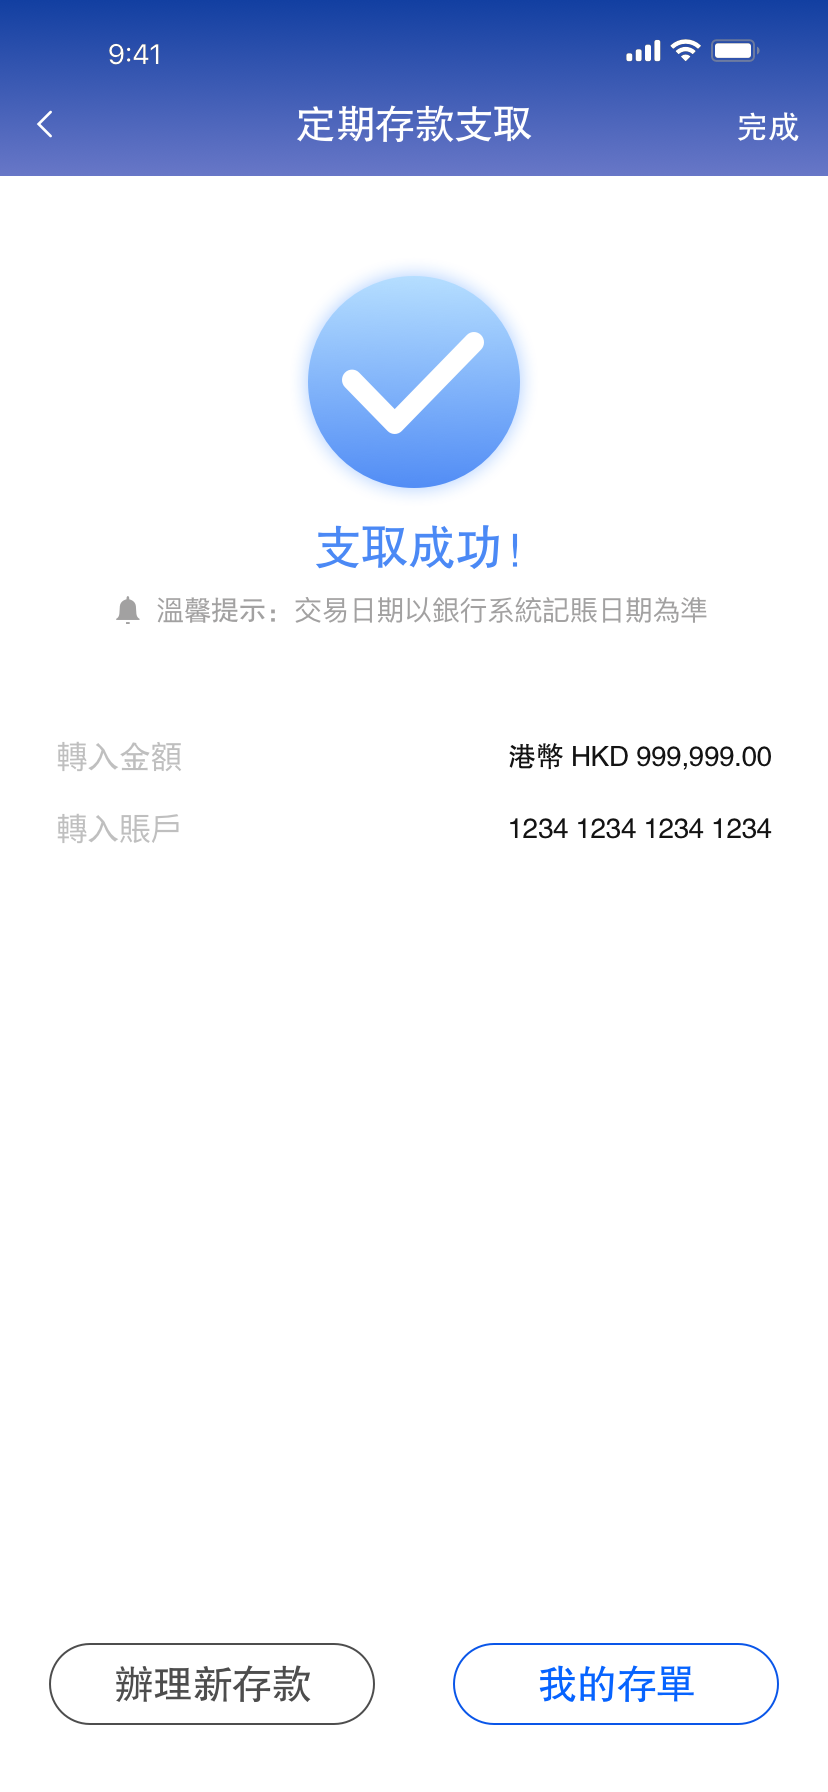 9:41
定期存款支取
完成
支取成功！
溫馨提示：交易日期以銀行系統記賬日期為準
轉入金額
港幣 HKD 999,999.00
轉入賬戶
1234 1234 1234 1234
辦理新存款
我的存單